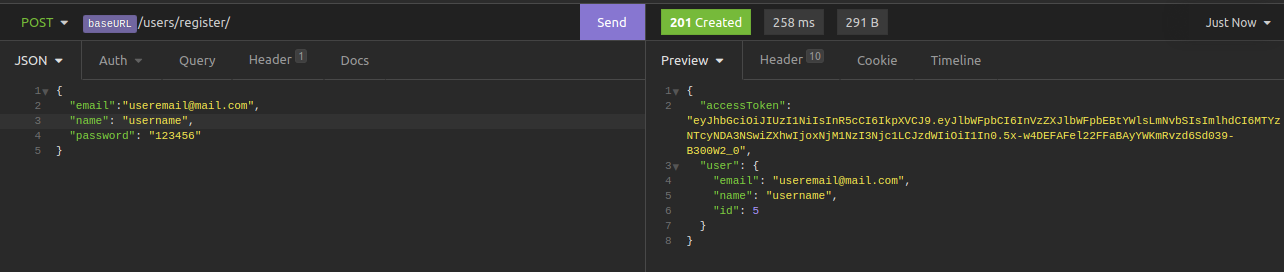 POST baseURL/users/register/ Send 201 Created 258 ms 291 B Just Now
JSON Auth Query Header 1 Docs
Preview Header 10 Cookie Timeline
1 {
2 "email":"useremail@mail.com",
3 "name": "username",
4 "password": "123456"
5 }
1 {
2 "accessToken":
"eyJhbGciOiJIUzI1NiIsInR5cCI6IkpXVCJ9.eyJlbWFpbCI6InVzZXJlbWFpbEBtYWlsLmNvbSIsImlhdCI6MTYz
NTcyNDA3NSwiZXhwIjoxNjM1NzI3Njc1LCJzdWIiOiI1In0.5x-w4DEFAFel22FFaBAyYWKmRvzd6Sd039-
B300W2_0",
3 "user": {
4 "email": "useremail@mail.com",
5 "name": "username",
6 "id": 5
7 }
8 }